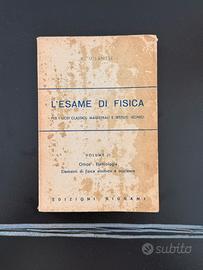 L'ESAME DI FISICA
PER I LICEI CLASSICI, MAGISTRALI E ISTITUTI TECNICI
VOLUME II
Ottica - Elettrologia
Elementi di fisica atomica e nucleare
EDIZIONI BIGNAMI
subito